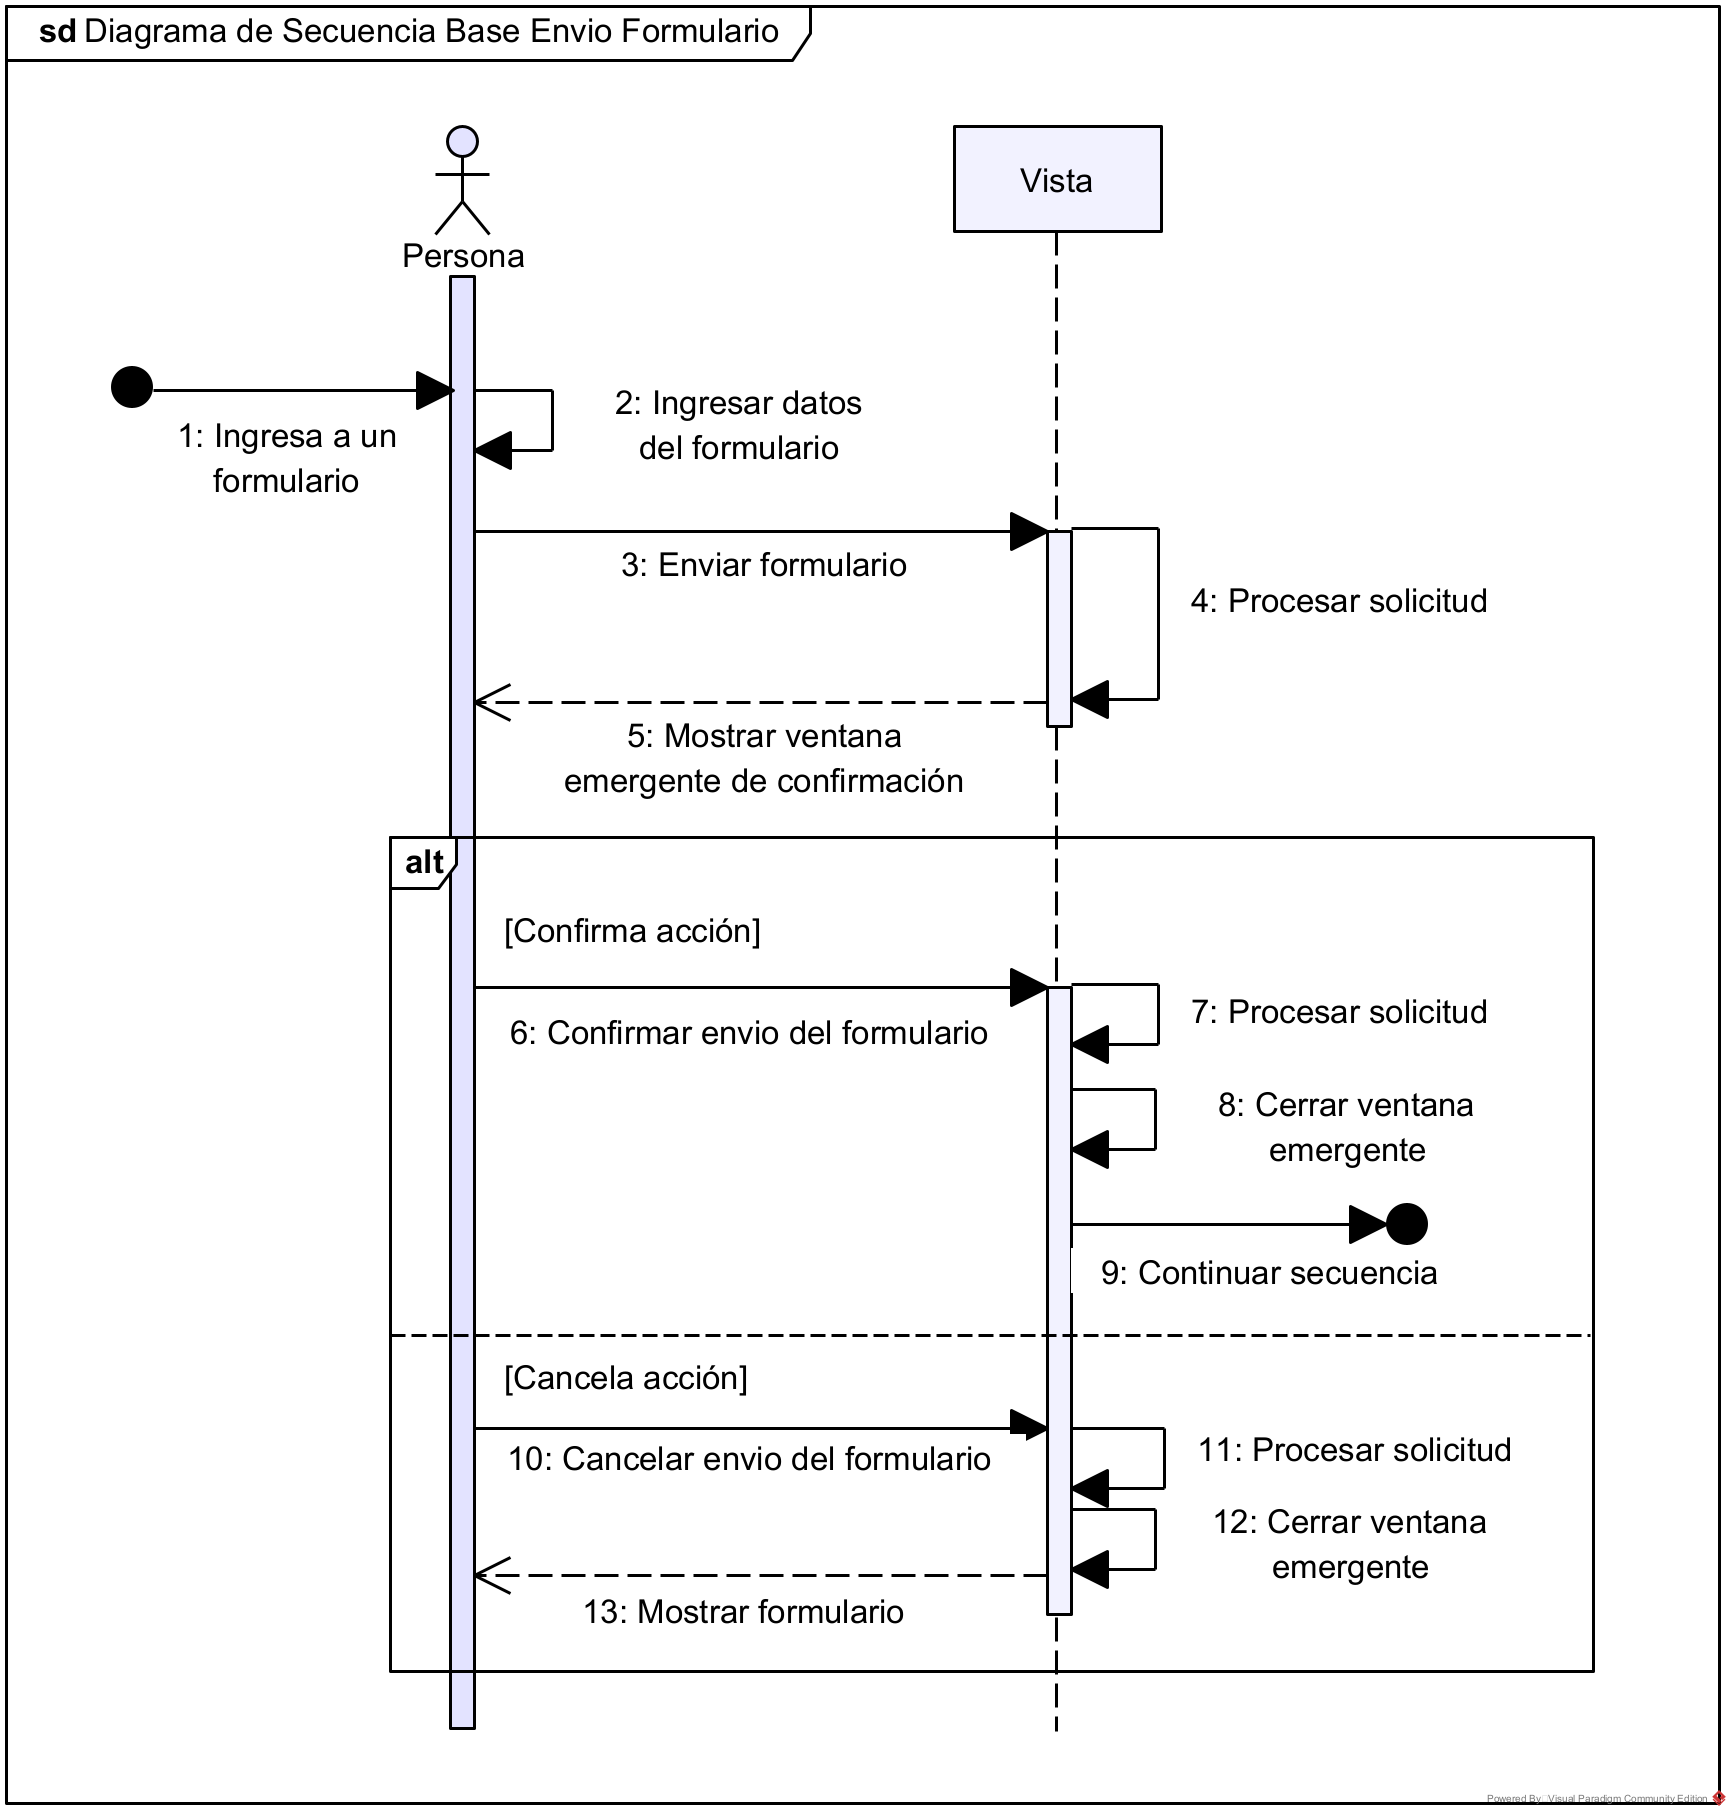 sd Diagrama de Secuencia Base Envio Formulario
Vista
Persona
1: Ingresa a un
formulario
2: Ingresar datos
del formulario
3: Enviar formulario
4: Procesar solicitud
5: Mostrar ventana
emergente de confirmación
alt
[Confirma acción]
6: Confirmar envio del formulario
7: Procesar solicitud
8: Cerrar ventana
emergente
9: Continuar secuencia
[Cancela acción]
10: Cancelar envio del formulario
11: Procesar solicitud
12: Cerrar ventana
emergente
13: Mostrar formulario
Powered By Visual Paradigm Community Edition